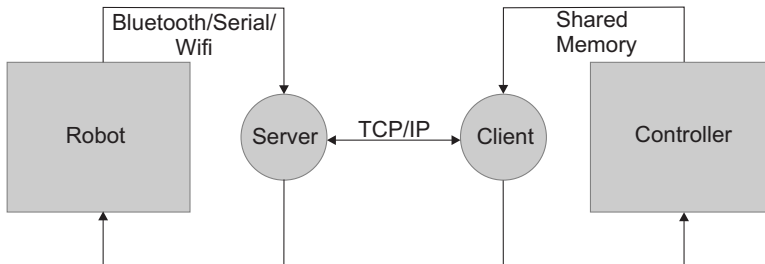 Bluetooth/Serial/
Wifi
Shared
Memory
Robot
Server
TCP/IP
Client
Controller